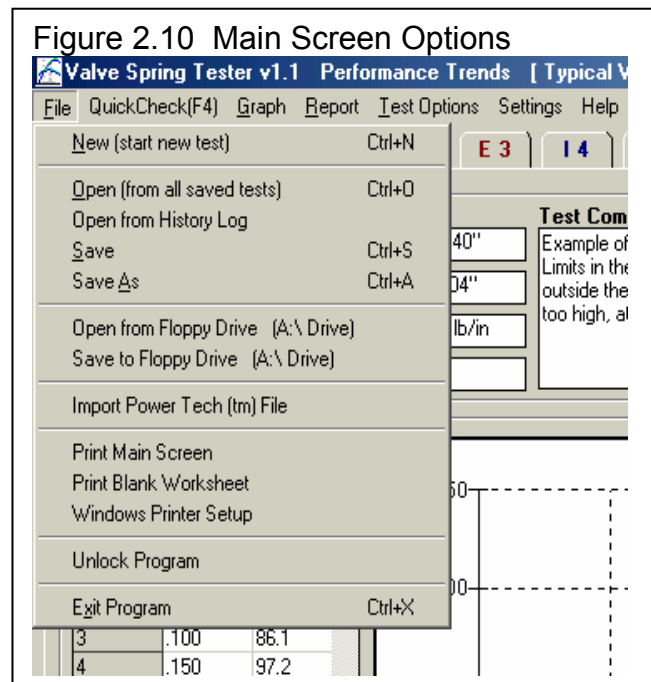 Figure 2.10 Main Screen Options
Valve Spring Tester v1.1 Performance Trends [ Typical V
File QuickCheck(F4) Graph Report Test Options Settings Help
New (start new test) Ctrl+N
E 3 I 4
Open (from all saved tests) Ctrl+O
Open from History Log
Save Ctrl+S
Save As Ctrl+A
Open from Floppy Drive (A:\ Drive)
Save to Floppy Drive (A:\ Drive)
Import Power Tech (tm) File
Print Main Screen
Print Blank Worksheet
Windows Printer Setup
Unlock Program
Exit Program Ctrl+X
40"
04"
lb/in
Test Com
Example of
Limits in the
outside the
too high, at
50
00
3 .100 86.1
4 .150 97.2